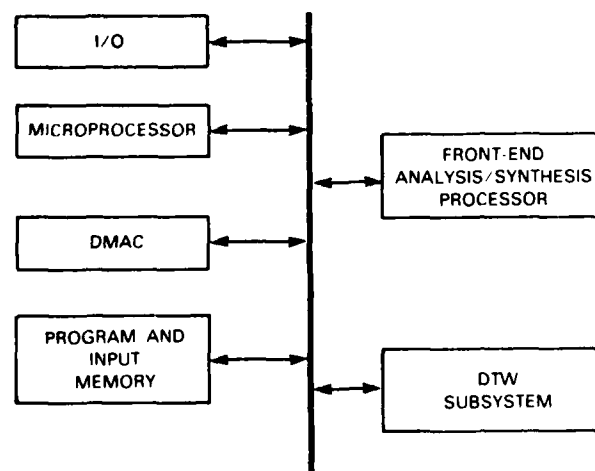 I/O
MICROPROCESSOR
DMAC
PROGRAM AND
INPUT
MEMORY
FRONT-END
ANALYSIS/SYNTHESIS
PROCESSOR
DTW
SUBSYSTEM